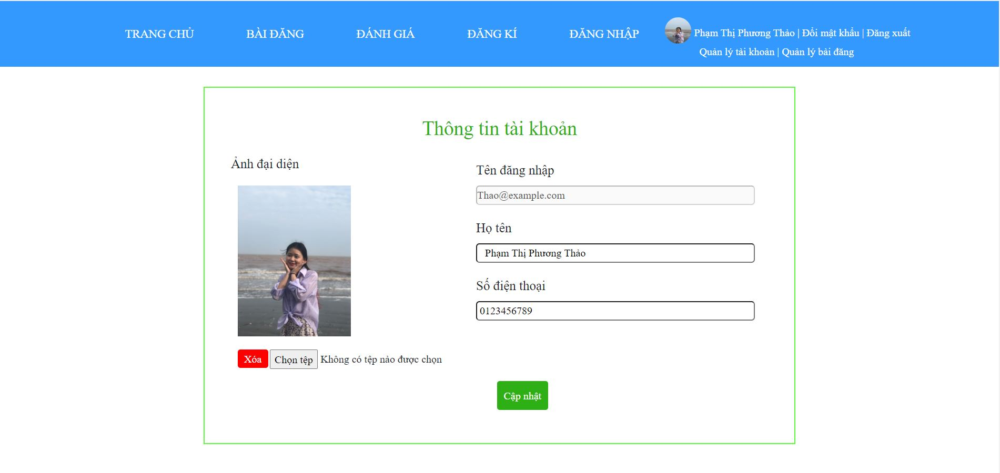 TRANG CHỦ BÀI ĐĂNG ĐÁNH GIÁ ĐĂNG KÍ ĐĂNG NHẬP Phạm Thị Phương Thảo | Đổi mật khẩu | Đăng xuất
Quản lý tài khoản | Quản lý bài đăng
Thông tin tài khoản
Ảnh đại diện
Tên đăng nhập
Thao@example.com
Họ tên
Phạm Thị Phương Thảo
Số điện thoại
0123456789
Xóa Chọn tệp Không có tệp nào được chọn
Cập nhật